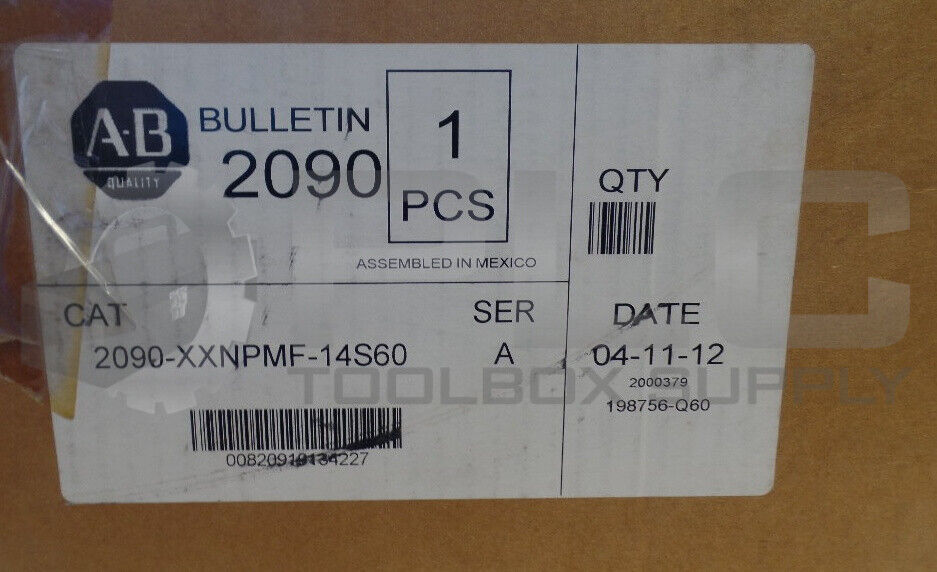 A·B
QUALITY
BULLETIN
2090
1
PCS
ASSEMBLED IN MEXICO
QTY
CAT
2090-XXNPMF-14S60
SER
A
DATE
04-11-12
2000379
198756-Q60
PLC
TOOLBOX SUPPLY